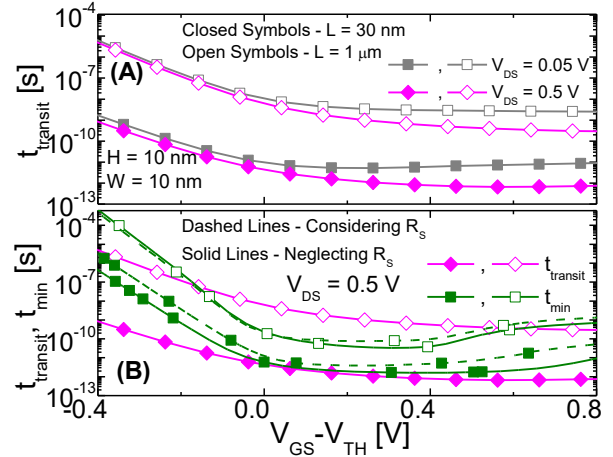 Closed Symbols - L = 30 nm
Open Symbols - L = 1 μm
(A)
, V_DS = 0.05 V
, V_DS = 0.5 V
H = 10 nm
W = 10 nm
t_transit [s]
10^-4
10^-7
10^-10
10^-13
Dashed Lines - Considering R_S
Solid Lines - Neglecting R_S
V_DS = 0.5 V
, t_transit
, t_min
(B)
t_transit, t_min [s]
10^-4
10^-7
10^-10
10^-13
-0.4 0.0 0.4 0.8
V_GS-V_TH [V]